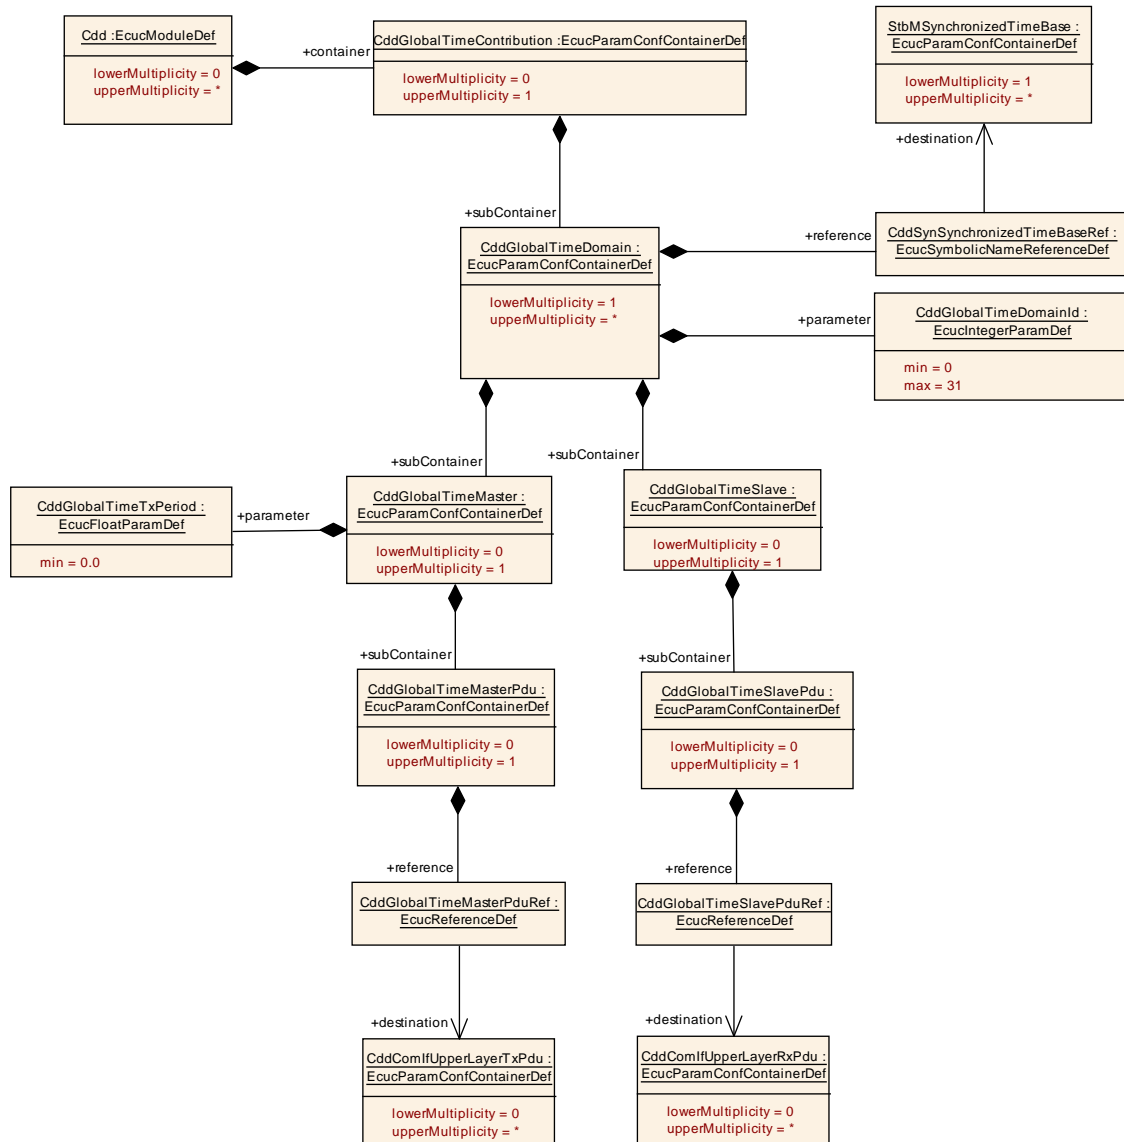 Cdd :EcucModuleDef
lowerMultiplicity = 0
upperMultiplicity = *
+container
CddGlobalTimeContribution :EcucParamConfContainerDef
lowerMultiplicity = 0
upperMultiplicity = 1
StbMSynchronizedTimeBase :
EcucParamConfContainerDef
lowerMultiplicity = 1
upperMultiplicity = *
+destination
+subContainer
CddGlobalTimeDomain :
EcucParamConfContainerDef
lowerMultiplicity = 1
upperMultiplicity = *
+reference
CddSynSynchronizedTimeBaseRef :
EcucSymbolicNameReferenceDef
+parameter
CddGlobalTimeDomainId :
EcucIntegerParamDef
min = 0
max = 31
+subContainer
+subContainer
CddGlobalTimeTxPeriod :
EcucFloatParamDef
min = 0.0
+parameter
CddGlobalTimeMaster :
EcucParamConfContainerDef
lowerMultiplicity = 0
upperMultiplicity = 1
CddGlobalTimeSlave :
EcucParamConfContainerDef
lowerMultiplicity = 0
upperMultiplicity = 1
+subContainer
+subContainer
CddGlobalTimeMasterPdu :
EcucParamConfContainerDef
lowerMultiplicity = 0
upperMultiplicity = 1
CddGlobalTimeSlavePdu :
EcucParamConfContainerDef
lowerMultiplicity = 0
upperMultiplicity = 1
+reference
+reference
CddGlobalTimeMasterPduRef :
EcucReferenceDef
CddGlobalTimeSlavePduRef :
EcucReferenceDef
+destination
+destination
CddComIfUpperLayerTxPdu :
EcucParamConfContainerDef
lowerMultiplicity = 0
upperMultiplicity = *
CddComIfUpperLayerRxPdu :
EcucParamConfContainerDef
lowerMultiplicity = 0
upperMultiplicity = *